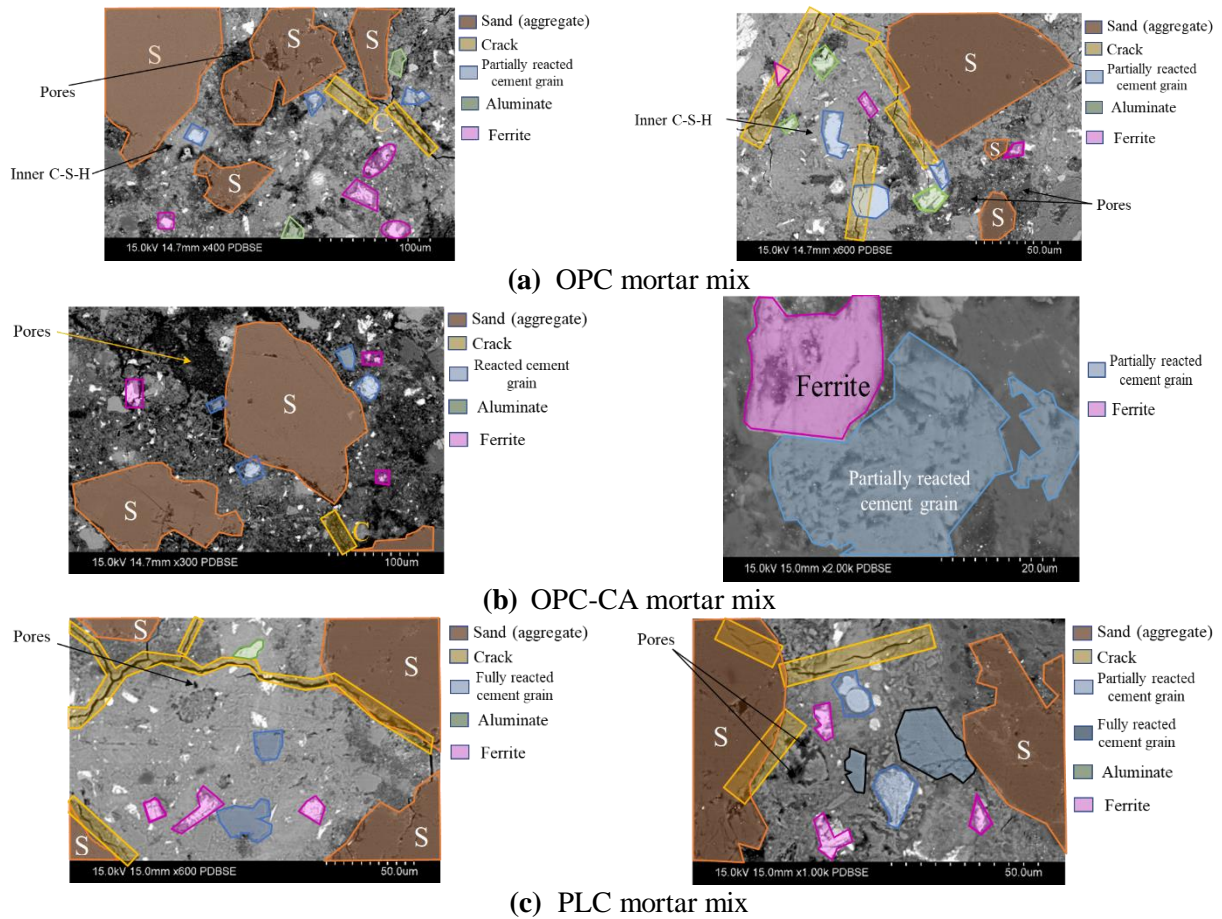 Sand (aggregate)
Crack
Partially reacted
cement grain
Aluminate
Ferrite
S
S
S
S
C
Pores
Inner C-S-H
15.0kV 14.7mm x400 PDBSE
100um
Sand (aggregate)
Crack
Partially reacted
cement grain
Aluminate
Ferrite
S
S
S
Inner C-S-H
Pores
15.0kV 14.7mm x600 PDBSE
50.0um
(a) OPC mortar mix
Pores
S
S
C
Sand (aggregate)
Crack
Reacted cement
grain
Aluminate
Ferrite
15.0kV 14.7mm x300 PDBSE
100um
Ferrite
Partially reacted
cement grain
Partially reacted
cement grain
Ferrite
15.0kV 15.0mm x2.00k PDBSE
20.0um
(b) OPC-CA mortar mix
Pores
S
S
S
S
Sand (aggregate)
Crack
Fully reacted
cement grain
Aluminate
Ferrite
15.0kV 15.0mm x600 PDBSE
50.0um
Pores
S
S
Sand (aggregate)
Crack
Partially reacted
cement grain
Fully reacted
cement grain
Aluminate
Ferrite
15.0kV 15.0mm x1.00k PDBSE
50.0um
(c) PLC mortar mix